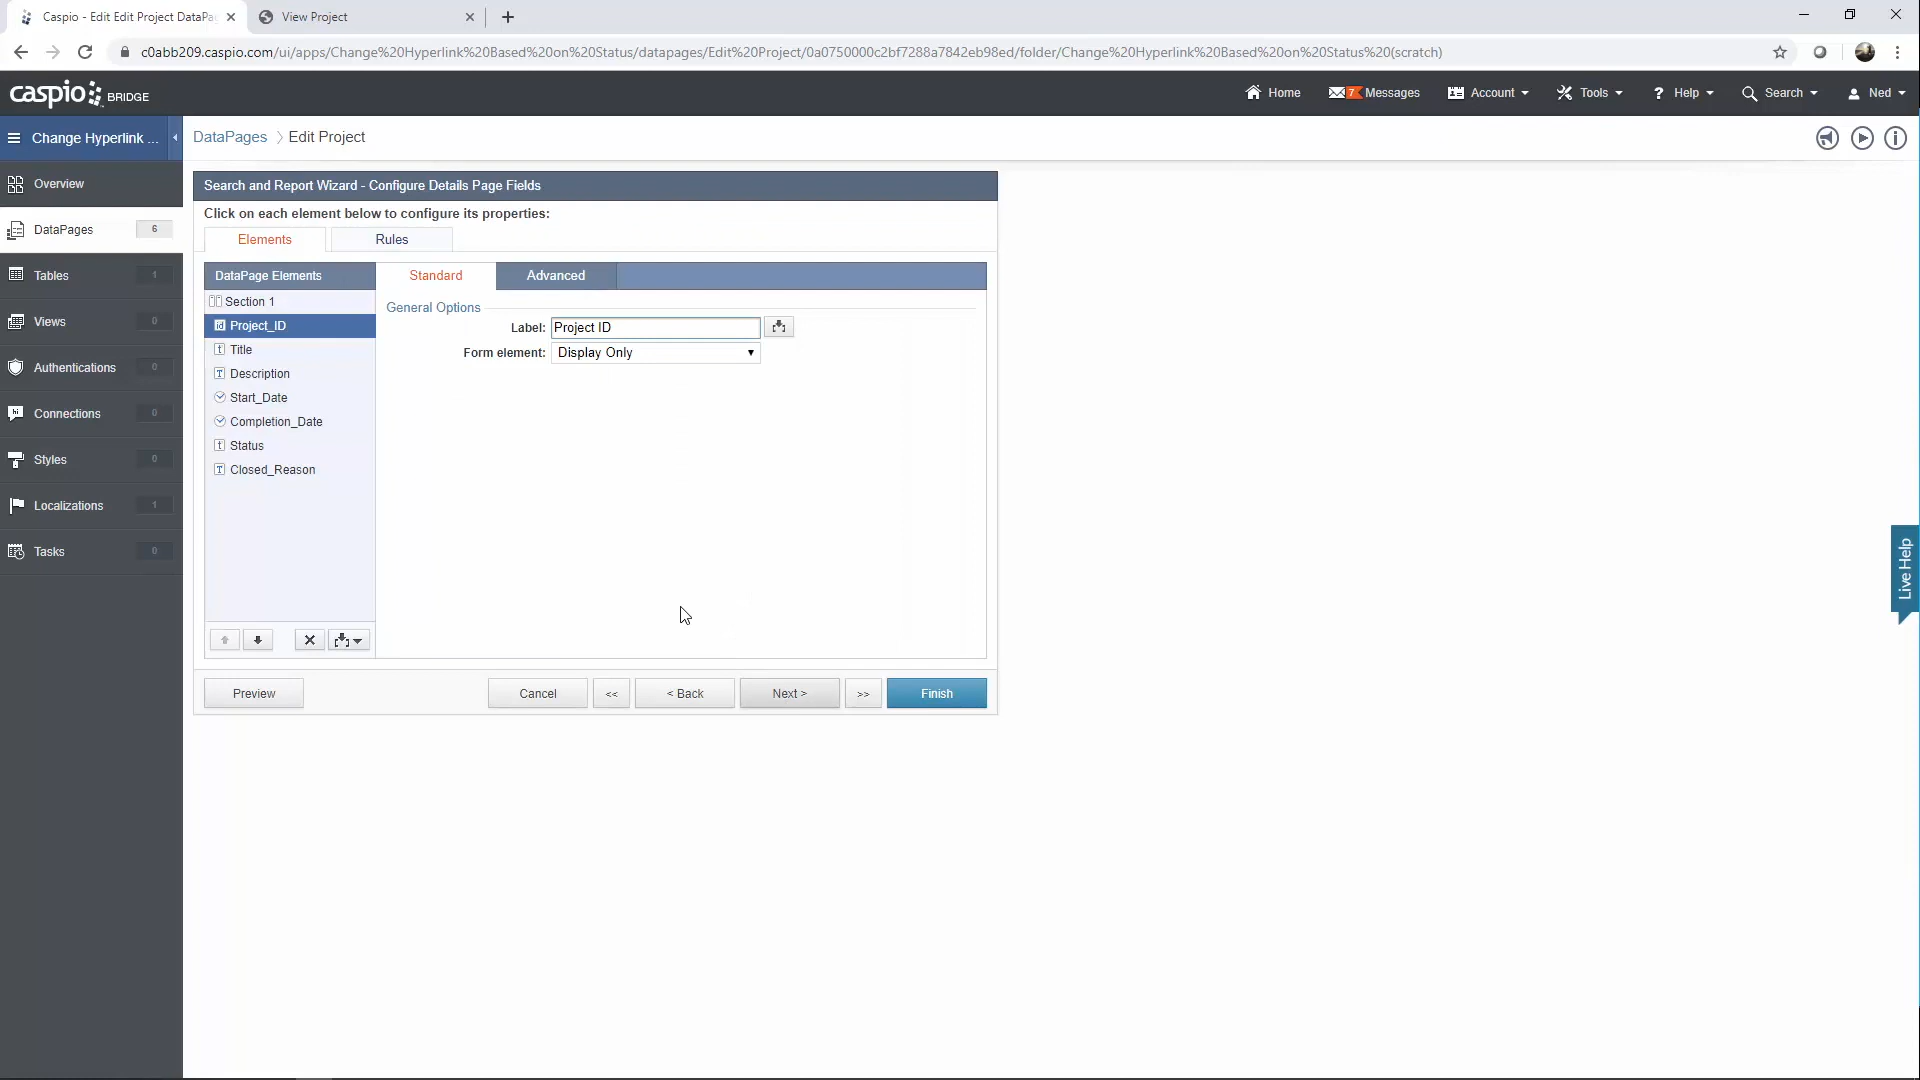 Caspio - Edit Edit Project DataPa
View Project
c0abb209.caspio.com/ui/apps/Change%20Hyperlink%20Based%20on%20Status/datapages/Edit%20Project/0a0750000c2bf7288a7842eb98ed/folder/Change%20Hyperlink%20Based%20on%20Status%20(scratch)
caspio BRIDGE
Home
7 Messages
Account
Tools
? Help
Search
Ned
Change Hyperlink ...
DataPages > Edit Project
Overview
DataPages 6
Tables 1
Views 0
Authentications 0
Connections 0
Styles 0
Localizations 1
Tasks 0
Search and Report Wizard - Configure Details Page Fields
Click on each element below to configure its properties:
Elements
Rules
DataPage Elements
Standard
Advanced
Section 1
Project_ID
Title
Description
Start_Date
Completion_Date
Status
Closed_Reason
General Options
Label: Project ID
Form element: Display Only
Preview
Cancel
<<
< Back
Next >
>>
Finish
Live Help